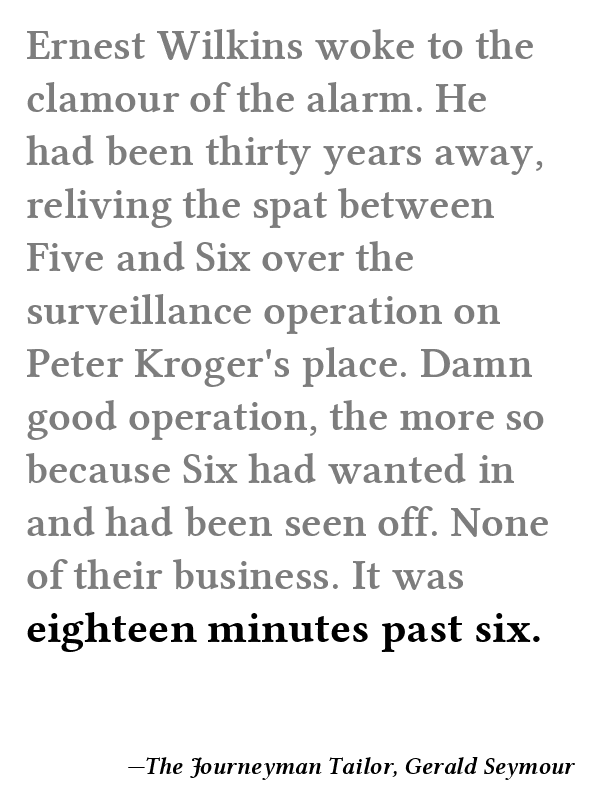 Ernest Wilkins woke to the
clamour of the alarm. He
had been thirty years away,
reliving the spat between
Five and Six over the
surveillance operation on
Peter Kroger's place. Damn
good operation, the more so
because Six had wanted in
and had been seen off. None
of their business. It was
eighteen minutes past six.
—The Journeyman Tailor, Gerald Seymour